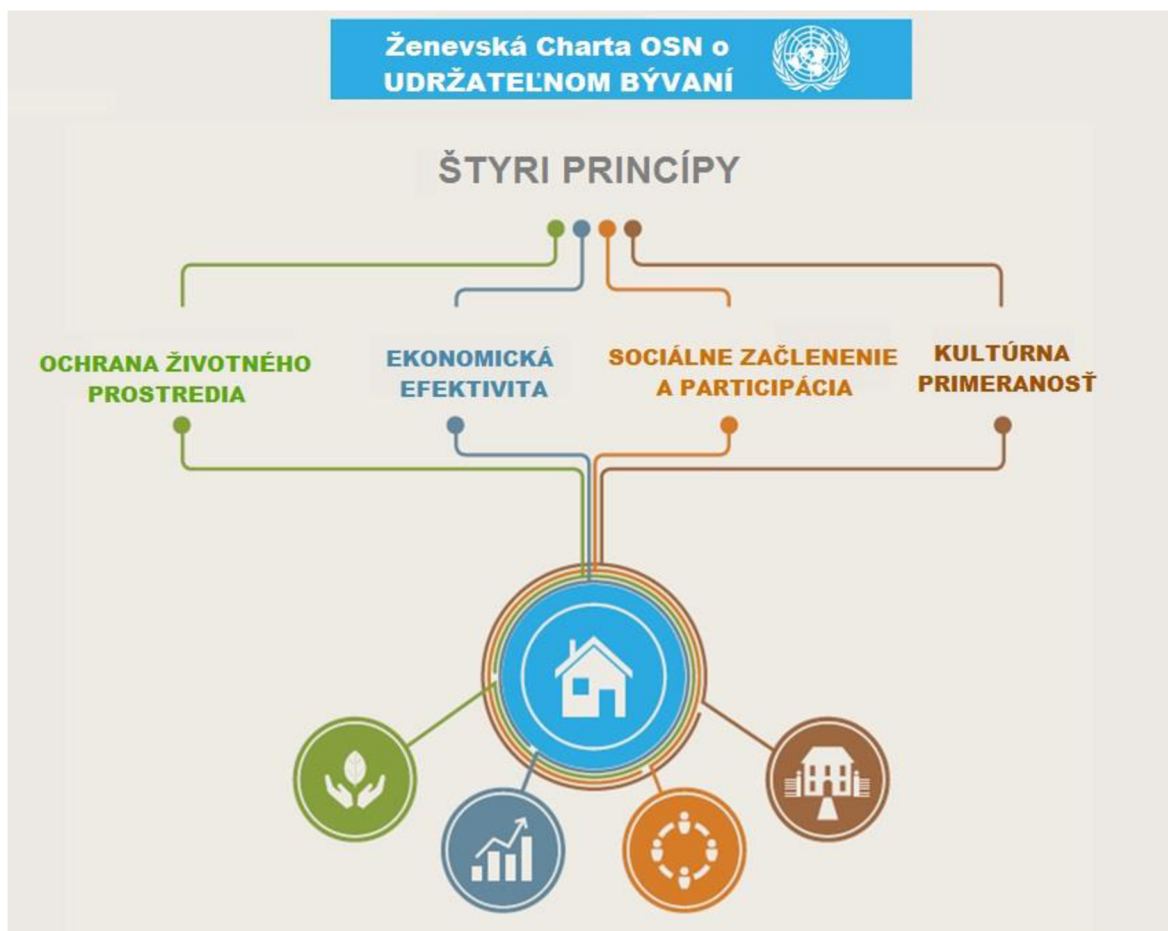 Ženevská Charta OSN o
UDRŽATEĽNOM BÝVANÍ
ŠTYRI PRINCÍPY
OCHRANA ŽIVOTNÉHO
PROSTREDIA
EKONOMICKÁ
EFEKTIVITA
SOCIÁLNE ZAČLENENIE
A PARTICIPÁCIA
KULTÚRNA
PRIMERANOSŤ